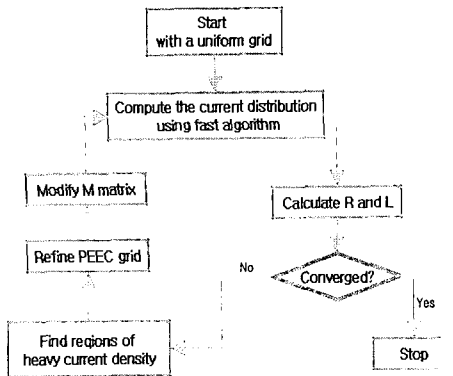 Start
with a uniform grid
Compute the current distribution
using fast algorithm
Modify M matrix
Calculate R and L
Refine PEEC grid
No
Converged?
Yes
Find regions of
heavy current density
Stop